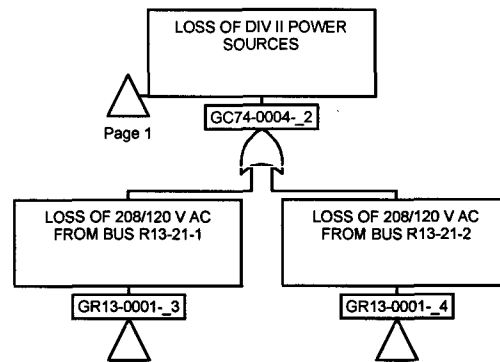 LOSS OF DIV II POWER
SOURCES
Page 1
GC74-0004-_2
LOSS OF 208/120 V AC
FROM BUS R13-21-1
LOSS OF 208/120 V AC
FROM BUS R13-21-2
GR13-0001-_3
GR13-0001-_4